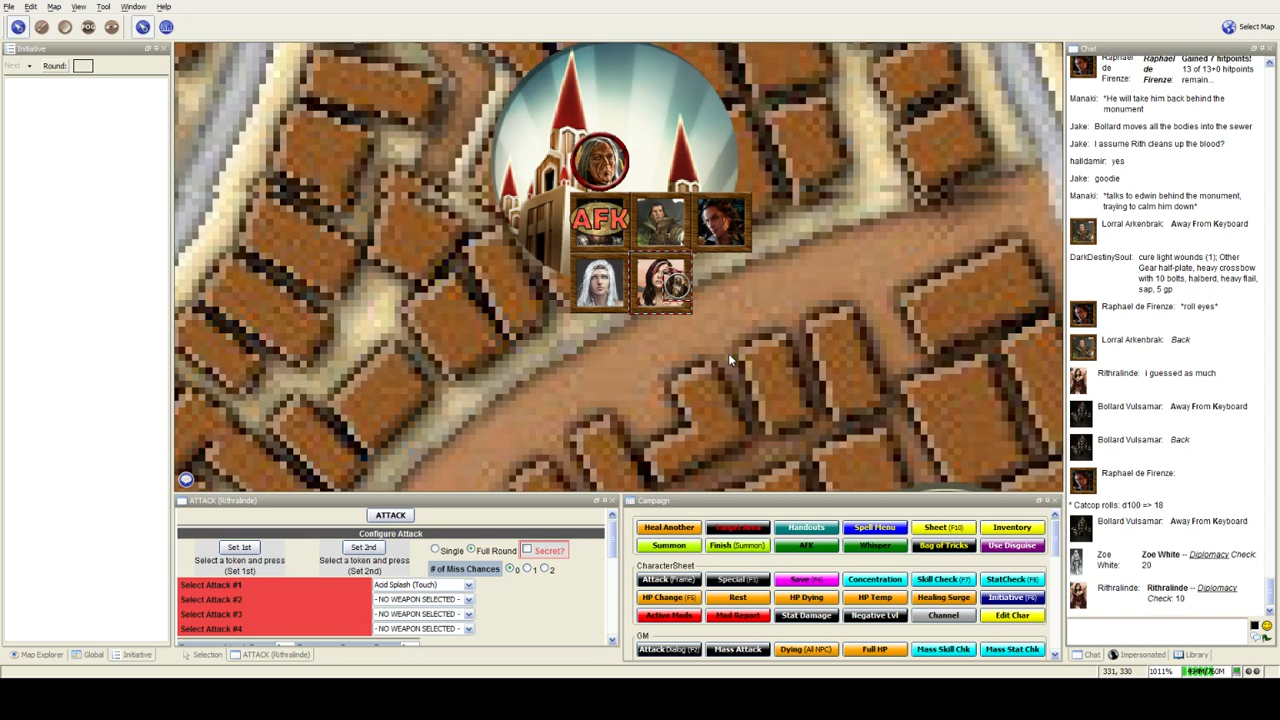 File Edit Map View Tool Window Help
FOG
Select Map
Initiative
Next Round:
AFK
Chat
Raphael de Firenze: Raphael de Firenze: Gained 7 hitpoints! 13 of 13+0 hitpoints remain...
Manaki: *He will take him back behind the
monument
Jake: Bollard moves all the bodies into the sewer
Jake: I assume Rith cleans up the blood?
halldamir: yes
Jake: goodie
Manaki: *talks to edwin behind the monument,
traying to calm him down*
Lorral Arkenbrak: Away From Keyboard
DarkDestinySoul: cure light wounds (1); Other
Gear half-plate, heavy crossbow
with 10 bolts, halberd, heavy flail,
sap, 5 gp
Raphael de Firenze: *roll eyes*
Lorral Arkenbrak: Back
Rithralinde: i guessed as much
Bollard Vulsamar: Away From Keyboard
Bollard Vulsamar: Back
Raphael de Firenze:
* Catcop rolls: d100 => 18
Bollard Vulsamar: Away From Keyboard
Zoe White: Zoe White -- Diplomacy Check: 20
Rithralinde: Rithralinde -- Diplomacy
Check: 10
ATTACK (Rithralinde)
ATTACK
Configure Attack
Set 1st Set 2nd Single Full Round Secret?
Select a token and press (Set 1st) Select a token and press (Set 2nd) # of Miss Chances 0 1 2
Select Attack #1 Add Splash (Touch)
Select Attack #2 - NO WEAPON SELECTED -
Select Attack #3 - NO WEAPON SELECTED -
Select Attack #4 - NO WEAPON SELECTED -
Campaign
Heal Another Target Area Handouts Spell Menu Sheet (F10) Inventory
Summon Finish (Summon) AFK Whisper Bag of Tricks Use Disguise
CharacterSheet
Attack (Frame) Special (F3) Save (F4) Concentration Skill Check (F7) StatCheck (F8)
HP Change (F5) Rest HP Dying HP Temp Healing Surge Initiative (F6)
Active Mods Mod Report Stat Damage Negative Lvl Channel Edit Char
GM
Attack Dialog (F2) Mass Attack Dying (All NPC) Full HP Mass Skill Chk Mass Stat Chk
Map Explorer Global Initiative Selection ATTACK (Rithralinde) Chat Impersonated Library
331, 330 1011%